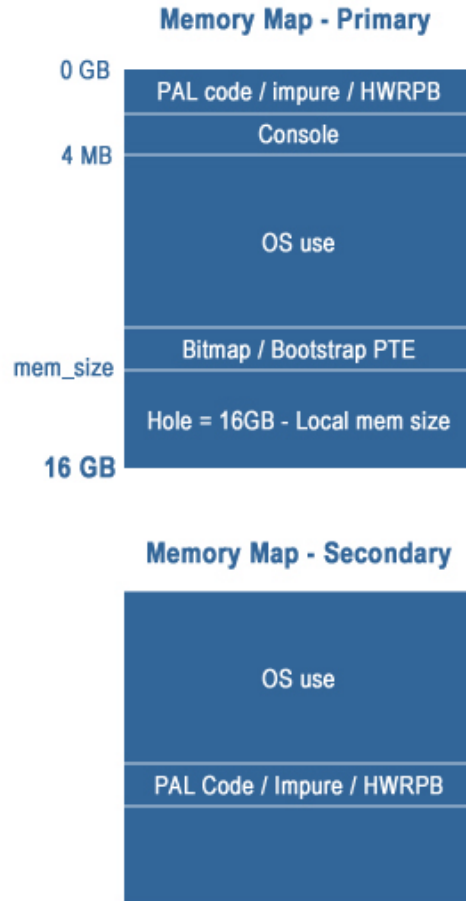 Memory Map - Primary
0 GB
PAL code / impure / HWRPB
Console
4 MB
OS use
Bitmap / Bootstrap PTE
mem_size
Hole = 16GB - Local mem size
16 GB
Memory Map - Secondary
OS use
PAL Code / Impure / HWRPB